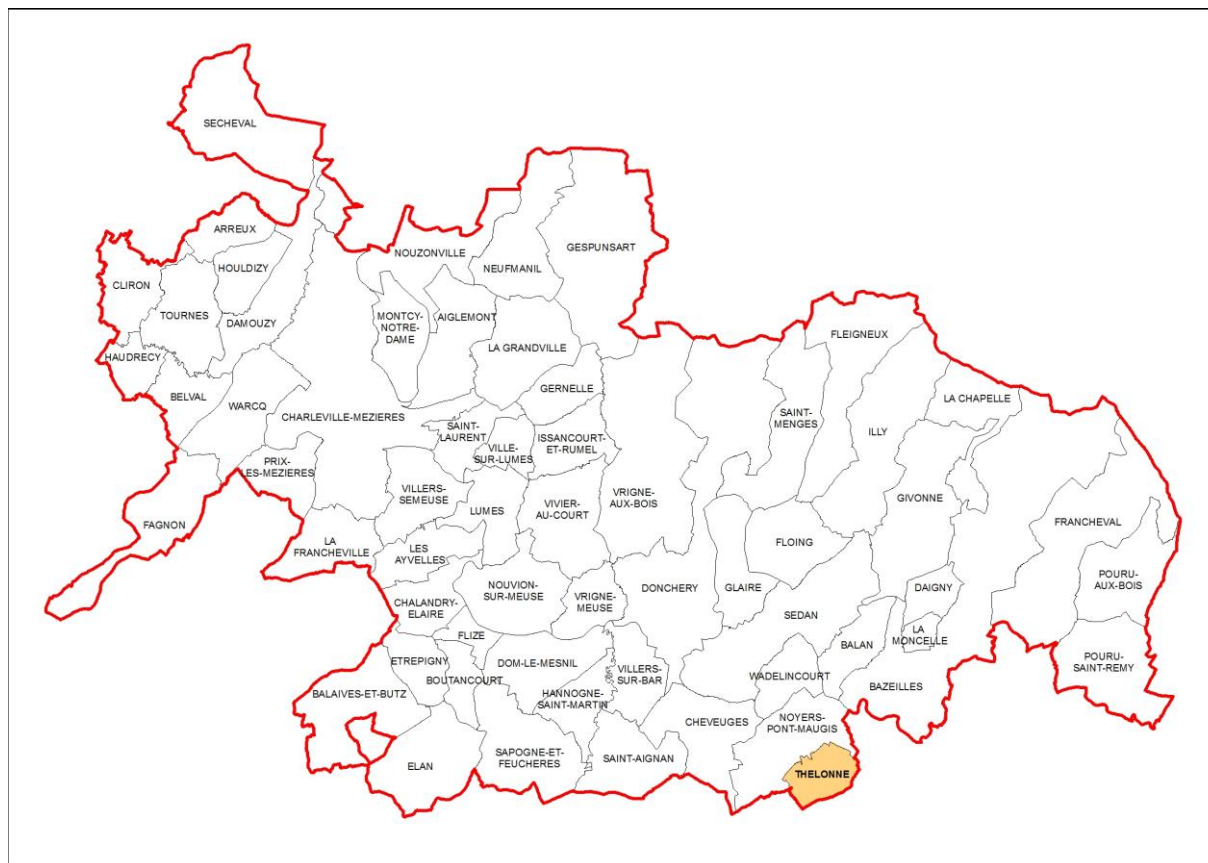 SECHEVAL
ARREUX
NOUZONVILLE
GESPUNSART
HOULDIZY
NEUFMANIL
CLIRON
TOURNES
DAMOUZY
MONTCY-
NOTRE-
DAME
AIGLEMONT
FLEIGNEUX
HAUDRECY
LA GRANDVILLE
BELVAL
GERNELLE
WARCQ
LA CHAPELLE
CHARLEVILLE-MEZIERES
SAINT-
MENGES
SAINT-
LAURENT
ILLY
ISSANCOURT-
ET-RUMEL
VILLE-
SUR-LUMES
PRIX-
LES-MEZIERES
VILLERS-
SEMEUSE
VRIGNE-
AUX-BOIS
GIVONNE
LUMES
VIVIER-
AU-COURT
FAGNON
FRANCHEVAL
LA
FRANCHEVILLE
FLOING
LES
AYVELLES
POURU-
AUX-BOIS
NOUVION-
SUR-MEUSE
VRIGNE-
MEUSE
DONCHERY
GLAIRE
DAIGNY
CHALANDRY-
ELAIRE
SEDAN
LA
MONCELLE
FLIZE
BALAN
ETREPIGNY
DOM-LE-MESNIL
VILLERS-
SUR-BAR
POURU-
SAINT-REMY
BOUTANCOURT
WADELINCOURT
BAZEILLES
BALAIVES-ET-BUTZ
HANNOGNE-
SAINT-MARTIN
CHEVEUGES
NOYERS-
PONT-MAUGIS
SAPOGNE-ET-
FEUCHERES
SAINT-AIGNAN
ELAN
THELONNE